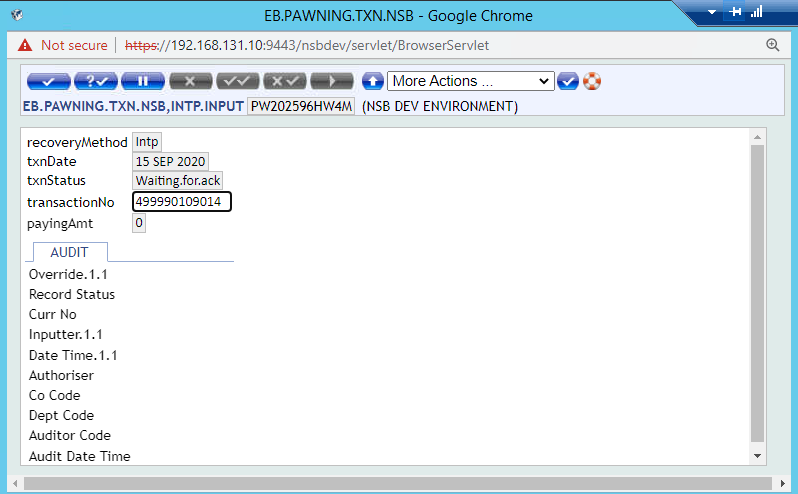 EB.PAWNING.TXN.NSB - Google Chrome
Not secure | https://192.168.131.10:9443/nsbdev/servlet/BrowserServlet
More Actions ...
EB.PAWNING.TXN.NSB,INTP.INPUT PW202596HW4M (NSB DEV ENVIRONMENT)
recoveryMethod Intp
txnDate 15 SEP 2020
txnStatus Waiting.for.ack
transactionNo 499990109014
payingAmt 0
AUDIT
Override.1.1
Record Status
Curr No
Inputter.1.1
Date Time.1.1
Authoriser
Co Code
Dept Code
Auditor Code
Audit Date Time